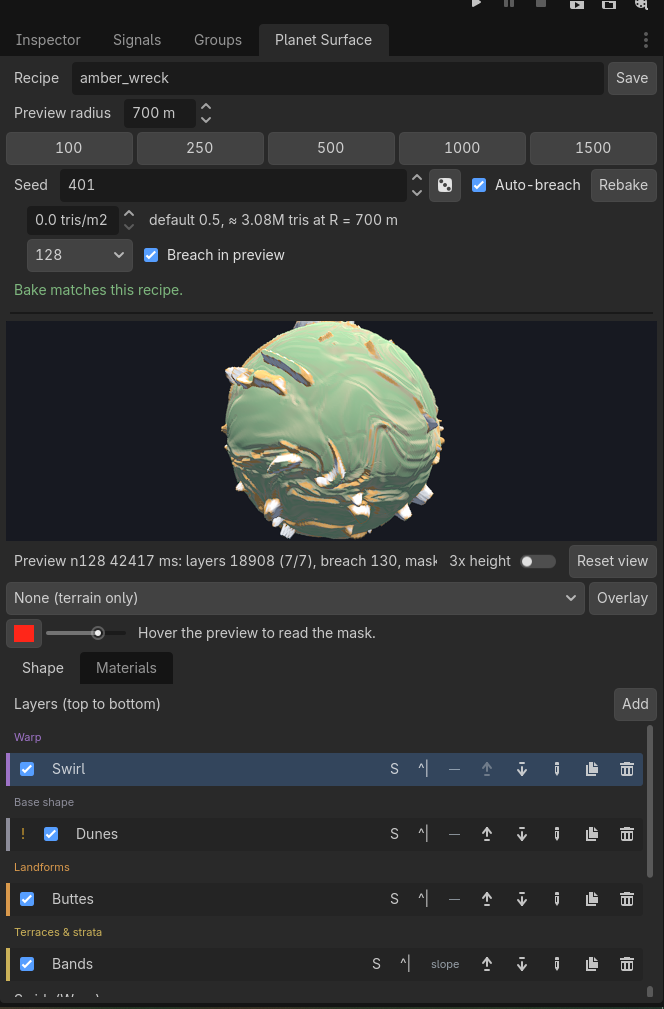 Inspector Signals Groups Planet Surface
Recipe amber_wreck Save
Preview radius 700 m
100 250 500 1000 1500
Seed 401 Auto-breach Rebake
0.0 tris/m2 default 0.5, ≈ 3.08M tris at R = 700 m
128 Breach in preview
Bake matches this recipe.
Preview n128 42417 ms: layers 18908 (7/7), breach 130, mask 3x height Reset view
None (terrain only) Overlay
Hover the preview to read the mask.
Shape Materials
Layers (top to bottom) Add
Warp
Swirl S ^| —
Base shape
! Dunes S ^| —
Landforms
Buttes S ^| —
Terraces & strata
Bands S ^| slope